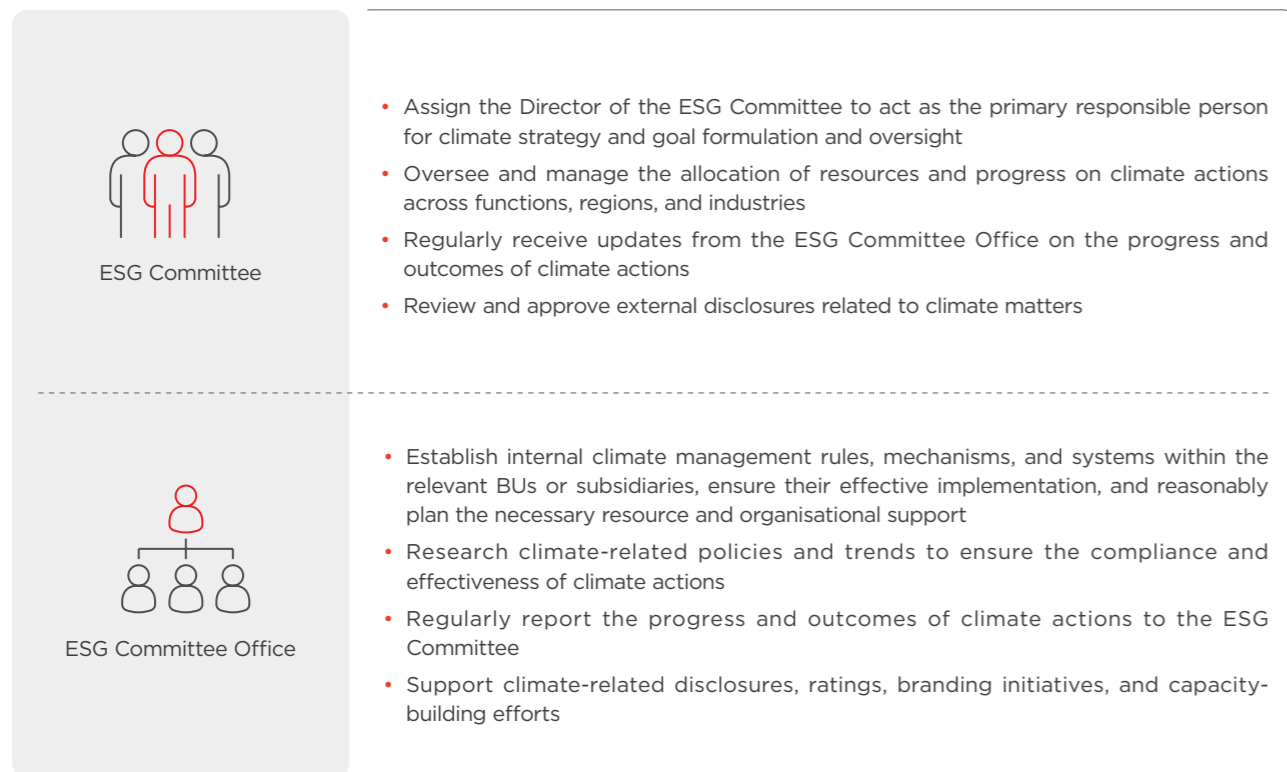 • Assign the Director of the ESG Committee to act as the primary responsible person
for climate strategy and goal formulation and oversight
• Oversee and manage the allocation of resources and progress on climate actions
across functions, regions, and industries
• Regularly receive updates from the ESG Committee Office on the progress and
outcomes of climate actions
• Review and approve external disclosures related to climate matters
ESG Committee
• Establish internal climate management rules, mechanisms, and systems within the
relevant BUs or subsidiaries, ensure their effective implementation, and reasonably
plan the necessary resource and organisational support
• Research climate-related policies and trends to ensure the compliance and
effectiveness of climate actions
• Regularly report the progress and outcomes of climate actions to the ESG
Committee
• Support climate-related disclosures, ratings, branding initiatives, and capacity-
building efforts
ESG Committee Office